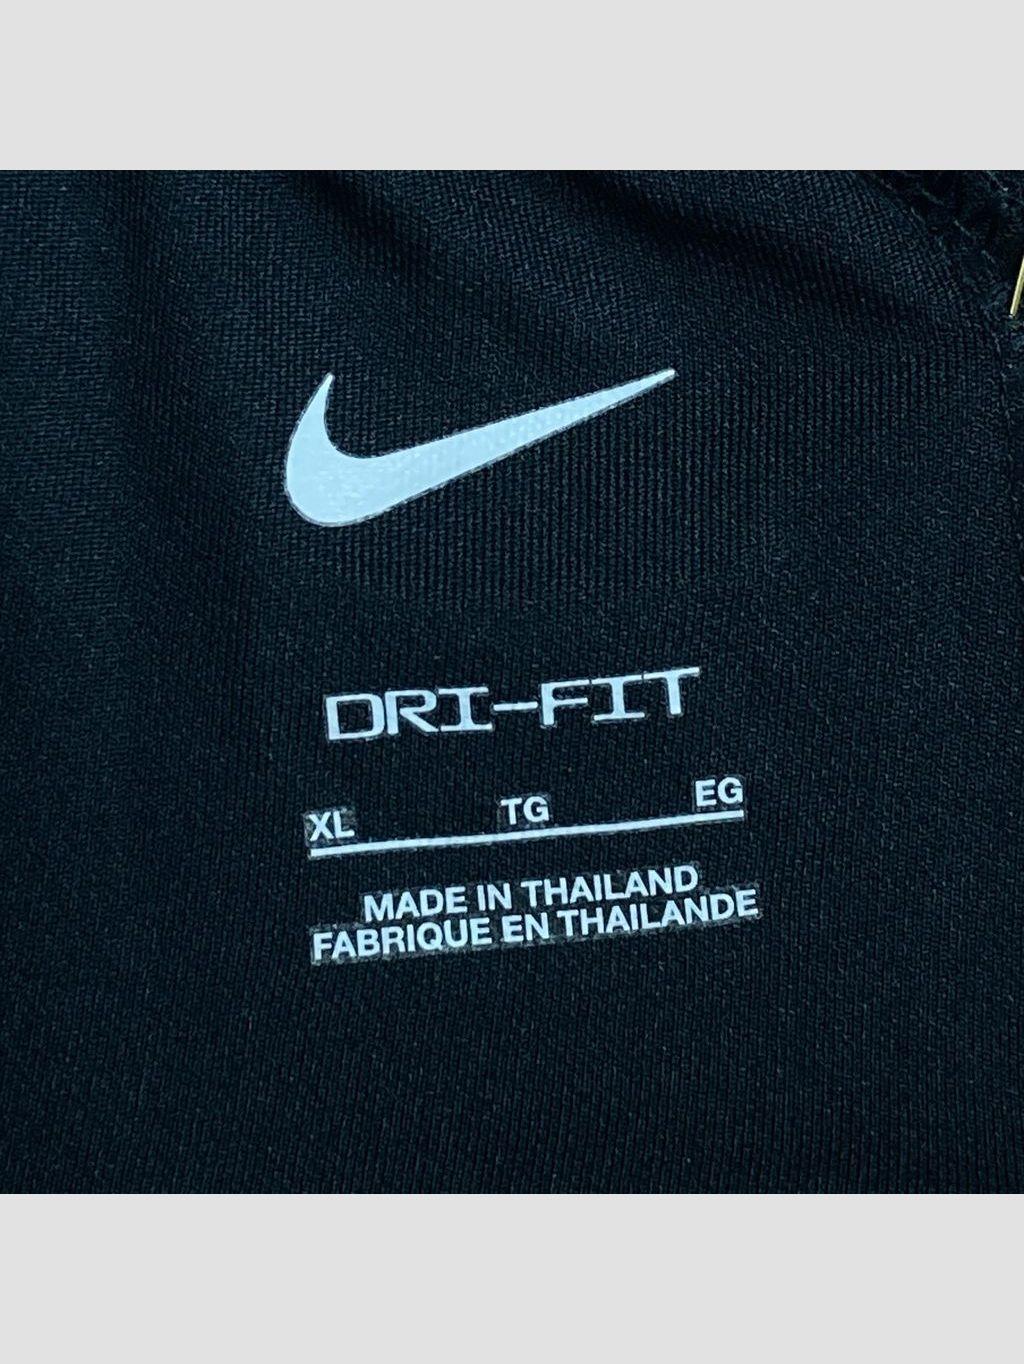 DRI-FIT
XL TG EG
MADE IN THAILAND
FABRIQUE EN THAILANDE